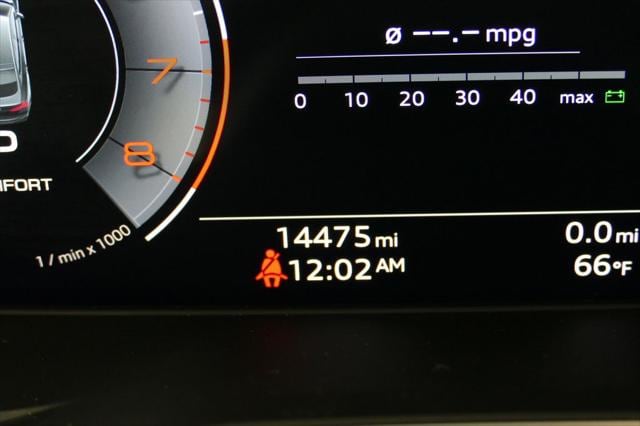 ø --.- mpg
0 10 20 30 40 max
7
8
1 / min x 1000
14475 mi 0.0 mi
12:02 AM 66°F